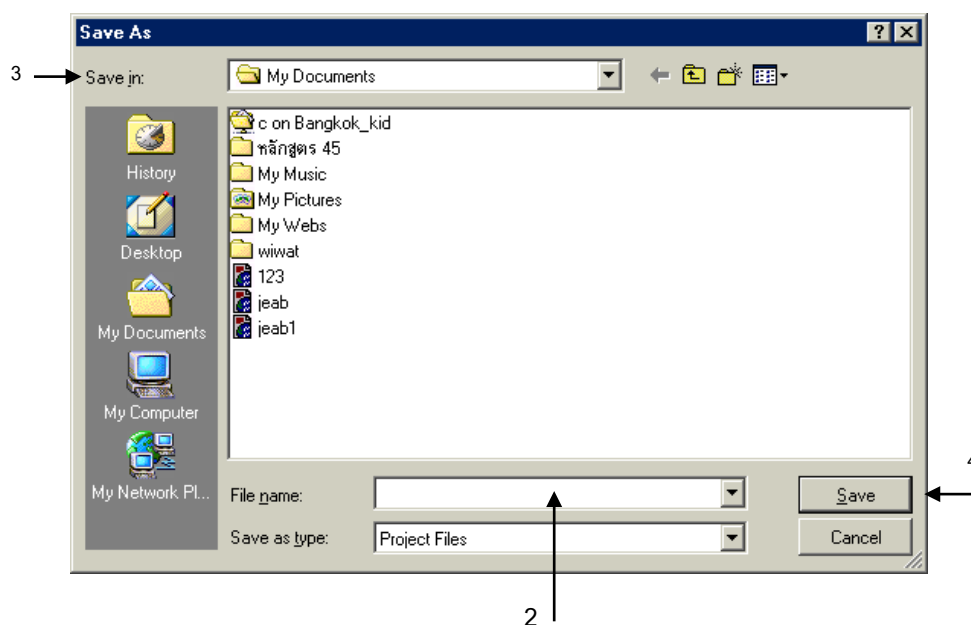 Save As
3
Save in:
My Documents
History
Desktop
My Documents
My Computer
My Network Pl...
c on Bangkok_kid
หลักสูตร 45
My Music
My Pictures
My Webs
wiwat
123
jeab
jeab1
File name:
Save
4
Save as type:
Project Files
Cancel
2